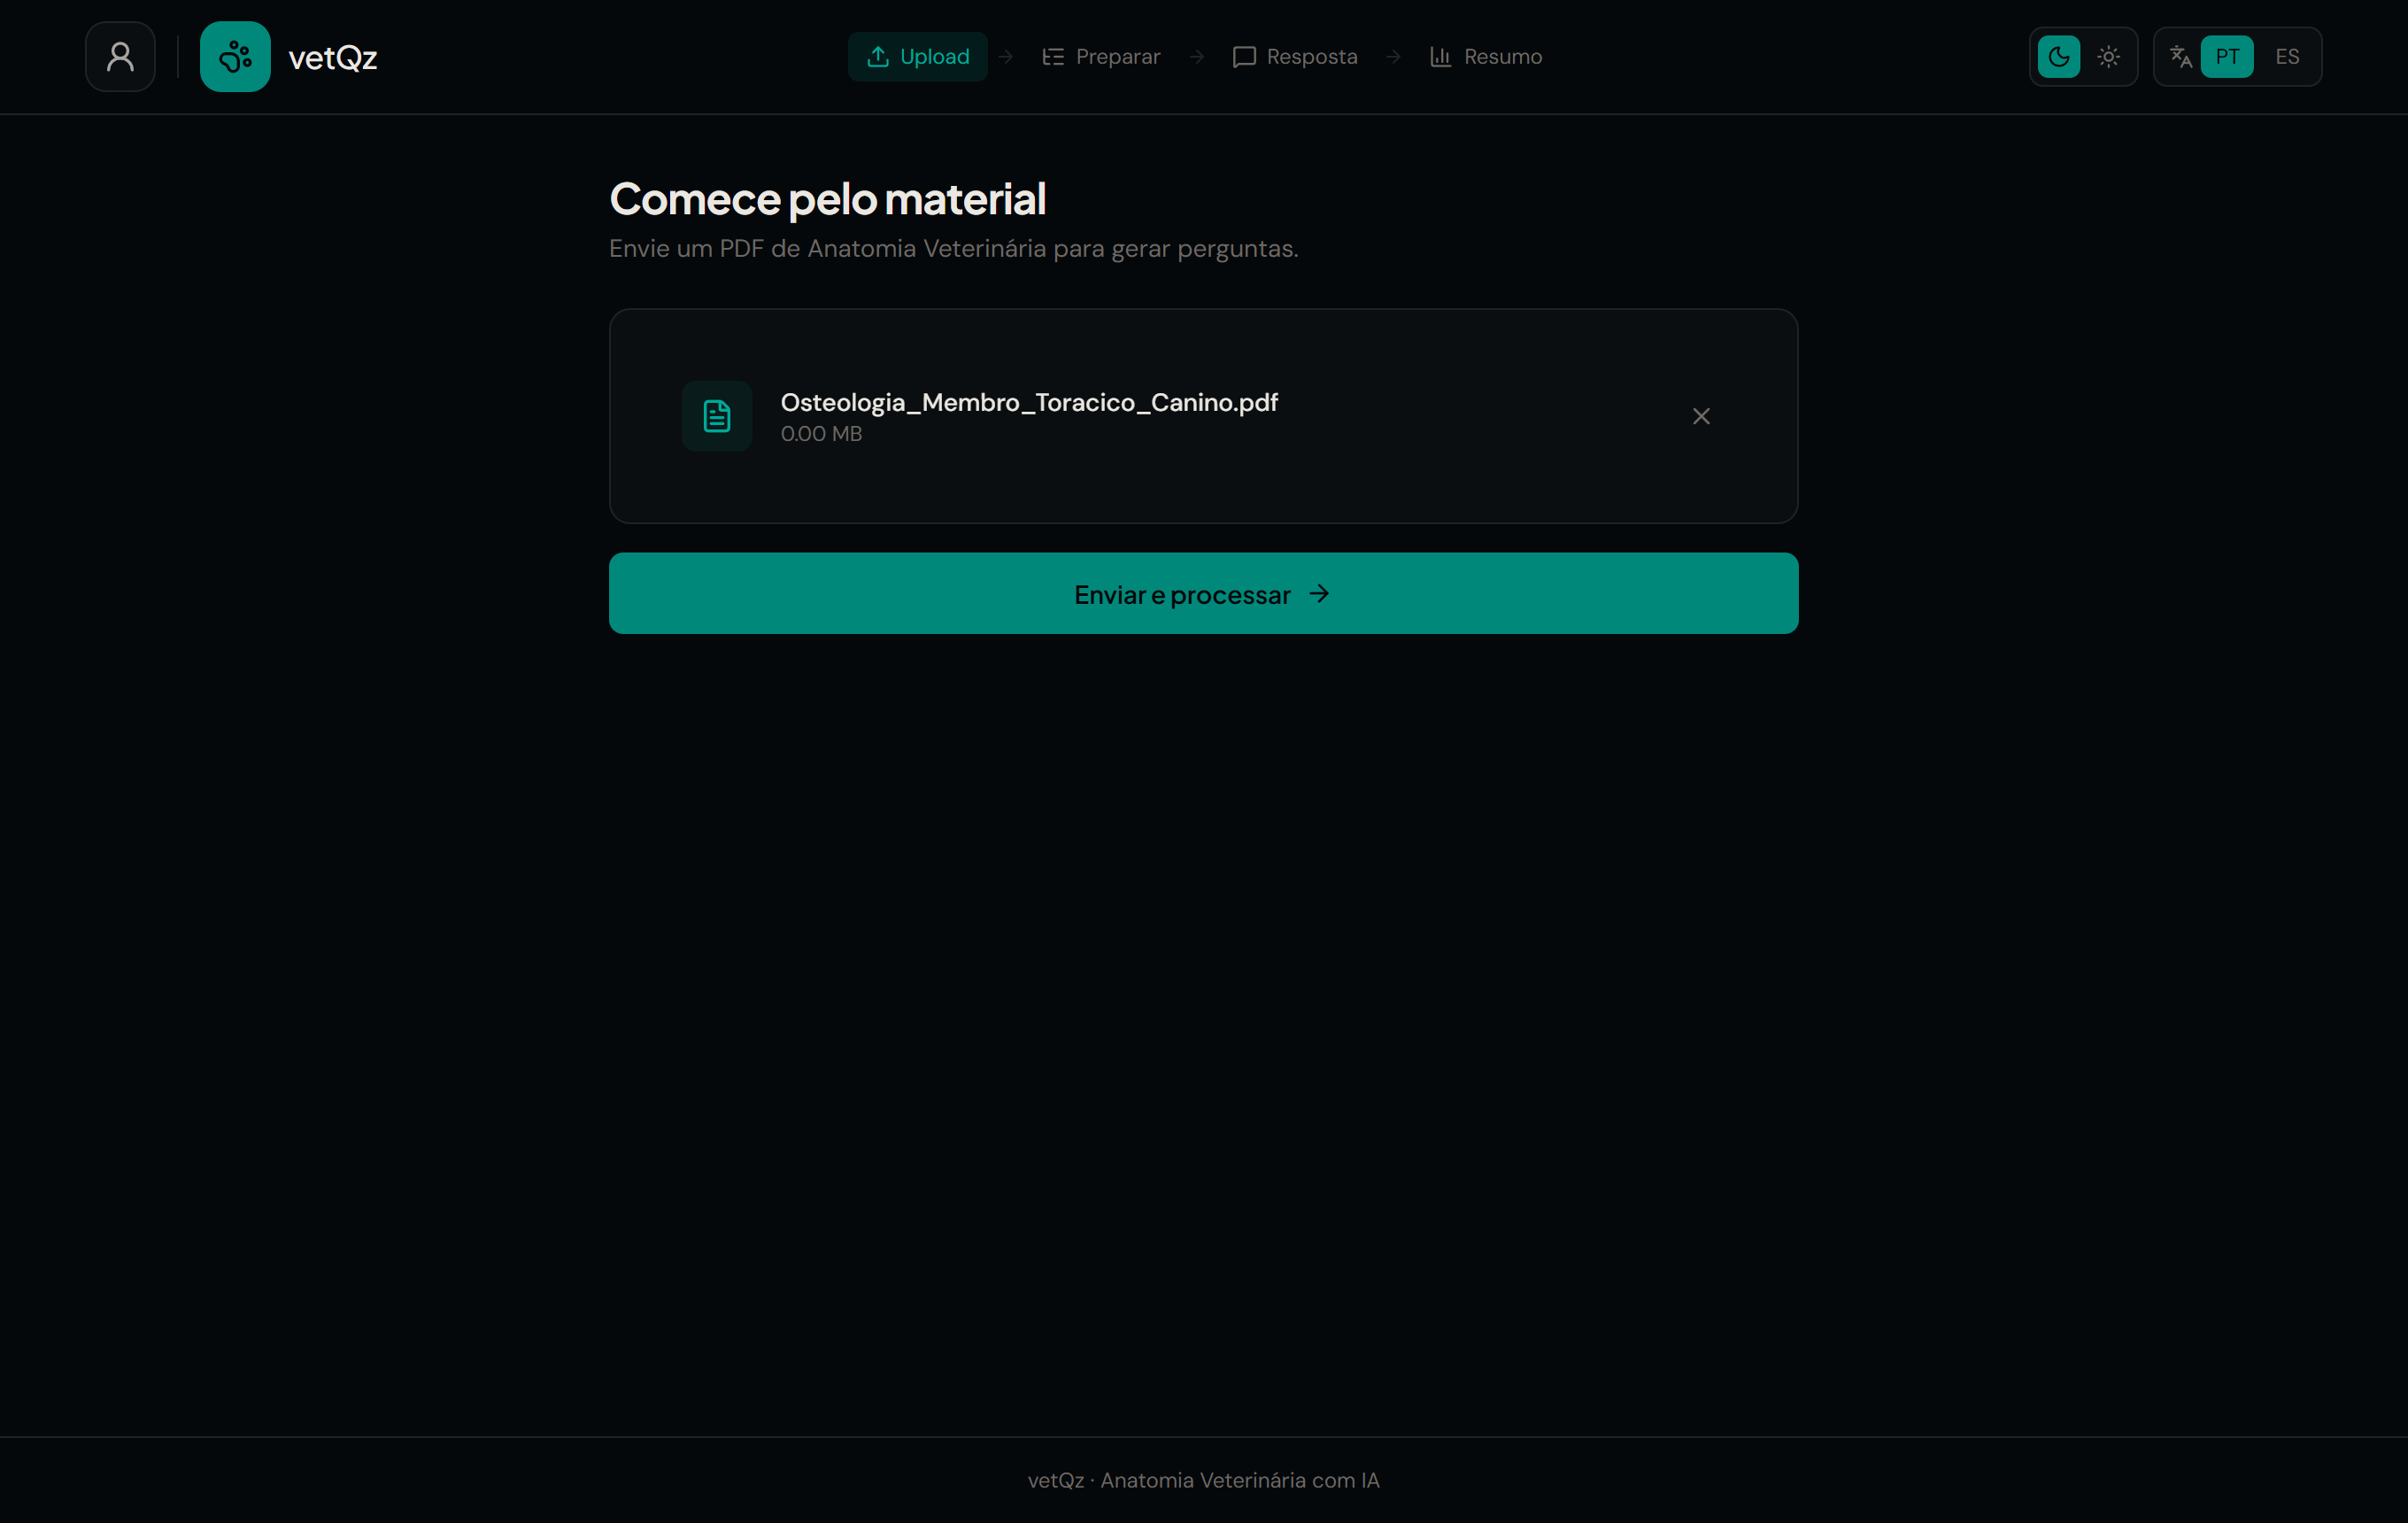 vetQz
Upload
Preparar
Resposta
Resumo
PT
ES
Comece pelo material
Envie um PDF de Anatomia Veterinária para gerar perguntas.
Osteologia_Membro_Toracico_Canino.pdf
0.00 MB
Enviar e processar
vetQz · Anatomia Veterinária com IA